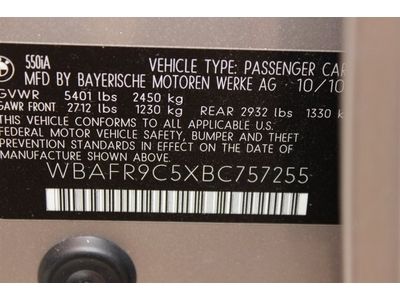 550iA VEHICLE TYPE: PASSENGER CAR
MFD BY BAYERISCHE MOTOREN WERKE AG 10/10
GVWR 5401 lbs 2450 kg
GAWR FRONT 2712 lbs 1230 kg REAR 2932 lbs 1330 k
THIS VEHICLE CONFORMS TO ALL APPLICABLE U.S.
FEDERAL MOTOR VEHICLE SAFETY, BUMPER AND THEFT
PREVENTION STANDARDS IN EFFECT ON THE DATE OF
MANUFACTURE SHOWN ABOVE.
WBAFR9C5XBC757255